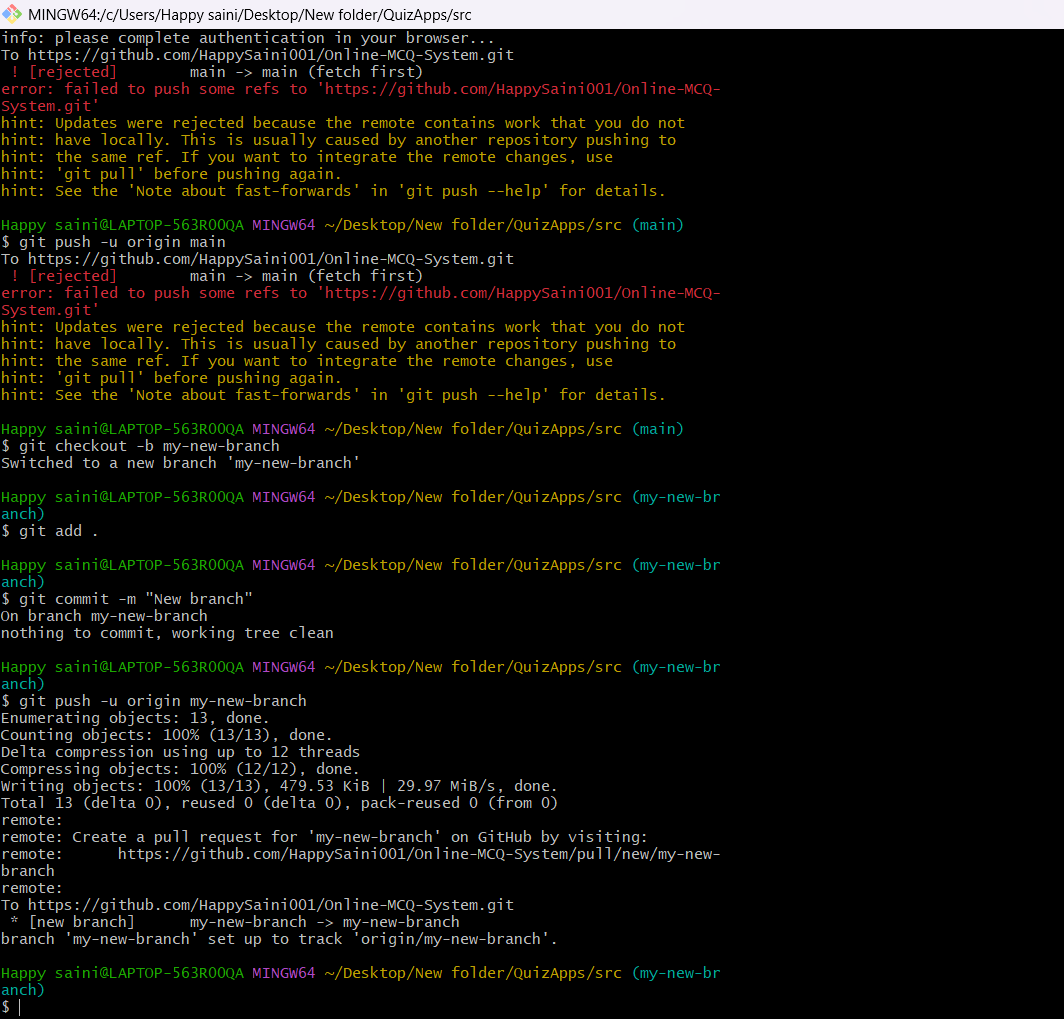 MINGW64:/c/Users/Happy saini/Desktop/New folder/QuizApps/src
info: please complete authentication in your browser...
To https://github.com/HappySaini001/Online-MCQ-System.git
 ! [rejected]        main -> main (fetch first)
error: failed to push some refs to 'https://github.com/HappySaini001/Online-MCQ-
System.git'
hint: Updates were rejected because the remote contains work that you do not
hint: have locally. This is usually caused by another repository pushing to
hint: the same ref. If you want to integrate the remote changes, use
hint: 'git pull' before pushing again.
hint: See the 'Note about fast-forwards' in 'git push --help' for details.
Happy saini@LAPTOP-563R00QA MINGW64 ~/Desktop/New folder/QuizApps/src (main)
$ git push -u origin main
To https://github.com/HappySaini001/Online-MCQ-System.git
 ! [rejected]        main -> main (fetch first)
error: failed to push some refs to 'https://github.com/HappySaini001/Online-MCQ-
System.git'
hint: Updates were rejected because the remote contains work that you do not
hint: have locally. This is usually caused by another repository pushing to
hint: the same ref. If you want to integrate the remote changes, use
hint: 'git pull' before pushing again.
hint: See the 'Note about fast-forwards' in 'git push --help' for details.
Happy saini@LAPTOP-563R00QA MINGW64 ~/Desktop/New folder/QuizApps/src (main)
$ git checkout -b my-new-branch
Switched to a new branch 'my-new-branch'
Happy saini@LAPTOP-563R00QA MINGW64 ~/Desktop/New folder/QuizApps/src (my-new-br
anch)
$ git add .
Happy saini@LAPTOP-563R00QA MINGW64 ~/Desktop/New folder/QuizApps/src (my-new-br
anch)
$ git commit -m "New branch"
On branch my-new-branch
nothing to commit, working tree clean
Happy saini@LAPTOP-563R00QA MINGW64 ~/Desktop/New folder/QuizApps/src (my-new-br
anch)
$ git push -u origin my-new-branch
Enumerating objects: 13, done.
Counting objects: 100% (13/13), done.
Delta compression using up to 12 threads
Compressing objects: 100% (12/12), done.
Writing objects: 100% (13/13), 479.53 KiB | 29.97 MiB/s, done.
Total 13 (delta 0), reused 0 (delta 0), pack-reused 0 (from 0)
remote:
remote: Create a pull request for 'my-new-branch' on GitHub by visiting:
remote:      https://github.com/HappySaini001/Online-MCQ-System/pull/new/my-new-
branch
remote:
To https://github.com/HappySaini001/Online-MCQ-System.git
 * [new branch]      my-new-branch -> my-new-branch
branch 'my-new-branch' set up to track 'origin/my-new-branch'.
Happy saini@LAPTOP-563R00QA MINGW64 ~/Desktop/New folder/QuizApps/src (my-new-br
anch)
$